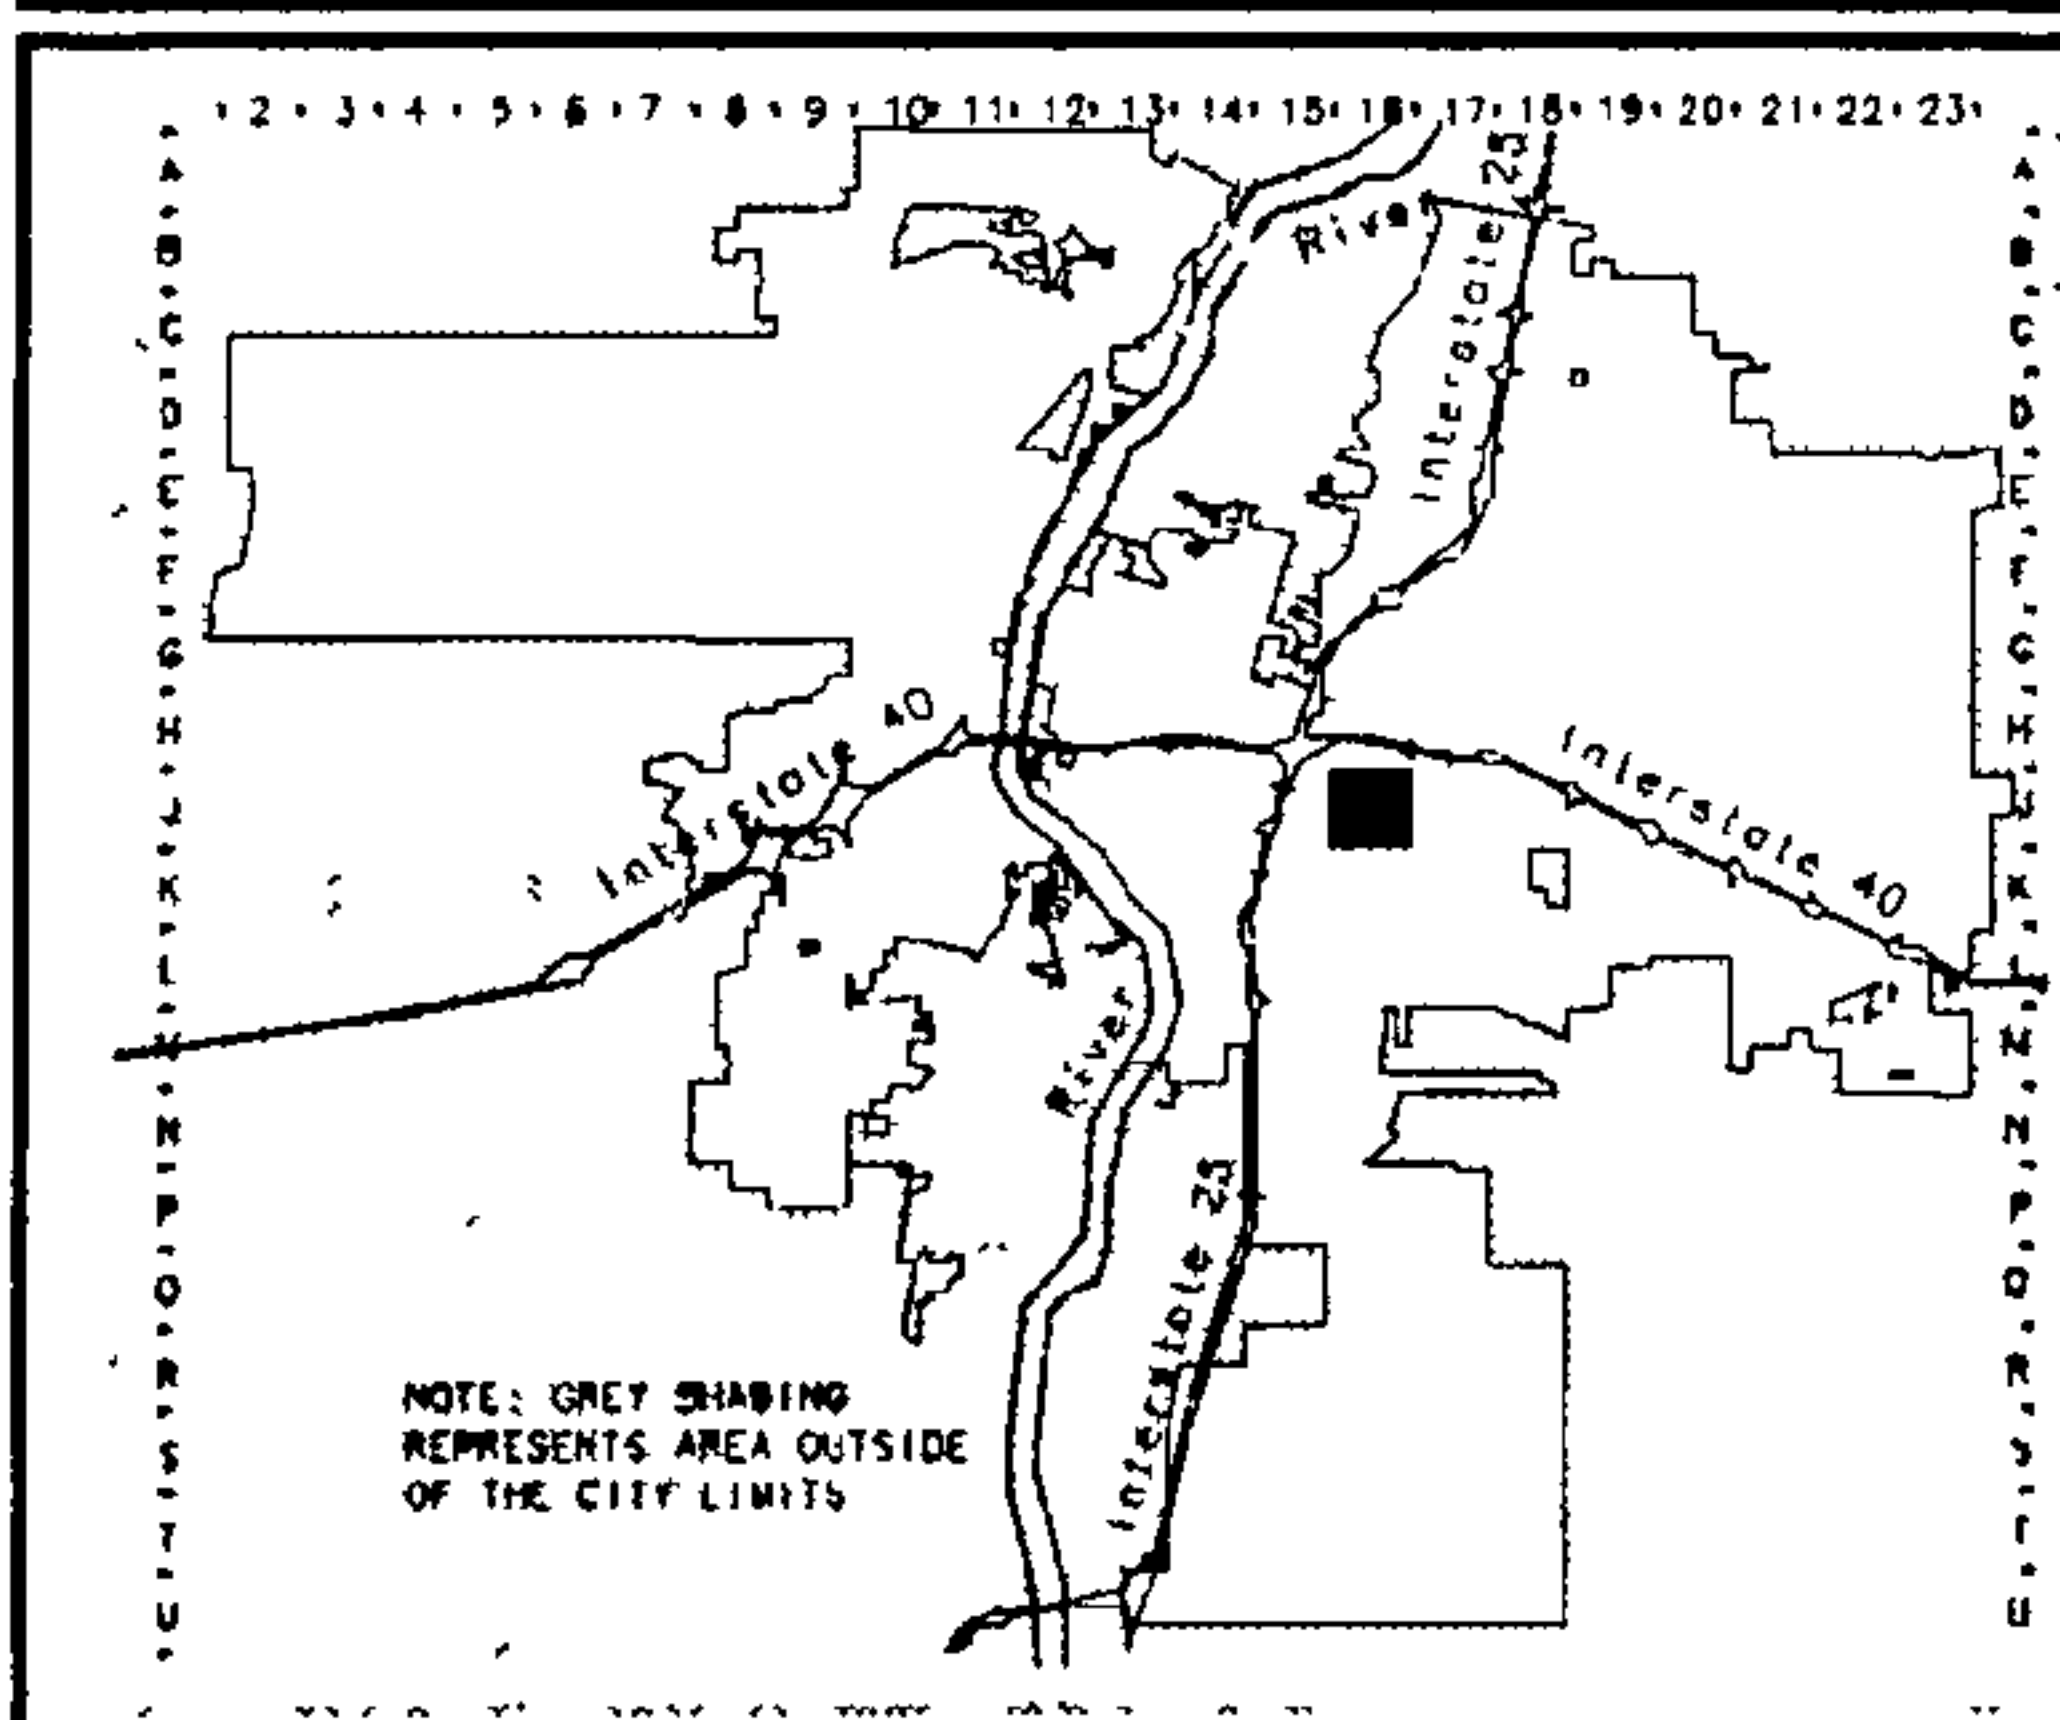 2 3 4 5 6 7 8 9 10 11 12 13 14 15 16 17 18 19 20 21 22 23
A A
B B
C C
D D
E E
F F
G G
H H
J J
K K
L L
M M
N N
P P
Q Q
R R
S S
T T
U U
River
Interstate 25
Interstate 40
Interstate 40
River
Interstate 25
NOTE: GREY SHADING
REPRESENTS AREA OUTSIDE
OF THE CITY LIMITS